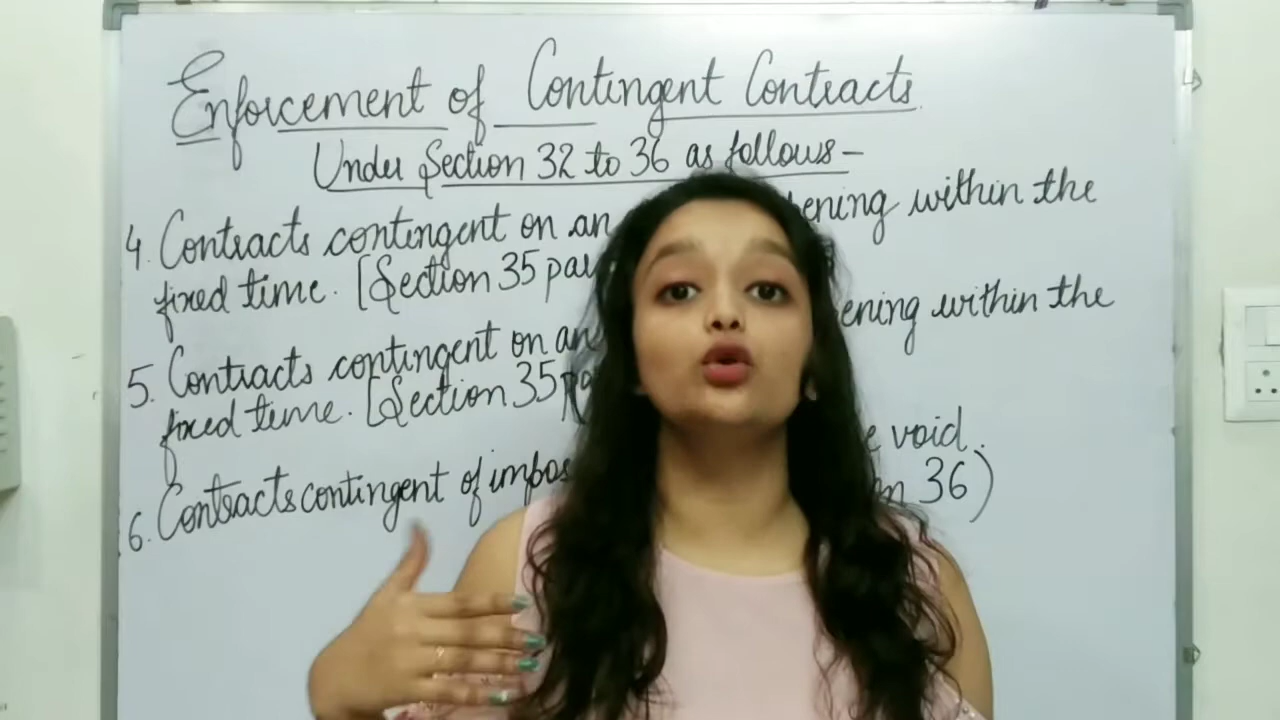 Enforcement of Contingent Contracts
Under Section 32 to 36 as follows -
4. Contracts contingent on an ening within the
fixed time. [Section 35
5. Contracts contingent on an ening within the
fixed time. [Section 35
6. Contracts contingent of void.
36)